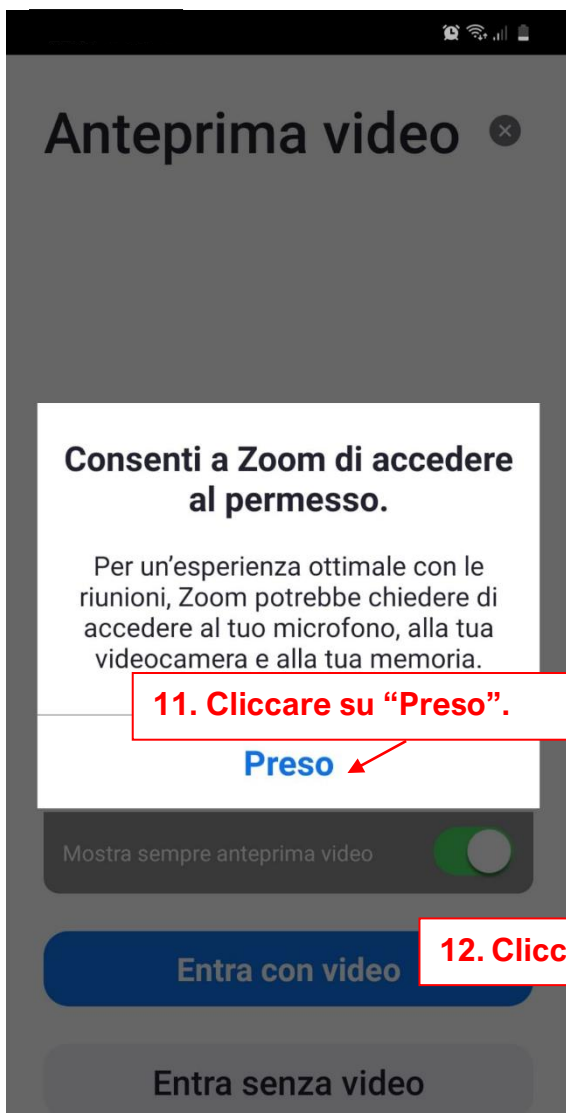 Anteprima video
Consenti a Zoom di accedere
al permesso.
Per un'esperienza ottimale con le
riunioni, Zoom potrebbe chiedere di
accedere al tuo microfono, alla tua
videocamera e alla tua memoria.
11. Cliccare su “Preso”.
Preso
Mostra sempre anteprima video
12. Clicc
Entra con video
Entra senza video